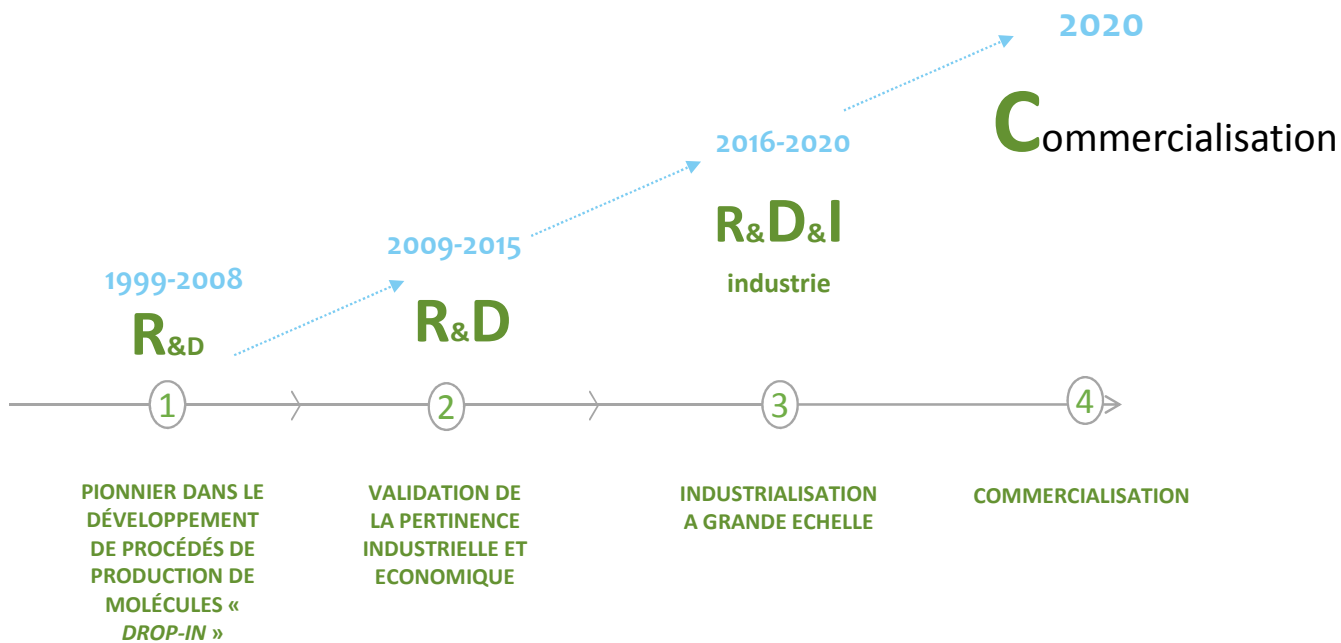 2020
Commercialisation
2016-2020
R&D&I
industrie
2009-2015
R&D
1999-2008
R&D
1
2
3
4
PIONNIER DANS LE
DÉVELOPPEMENT
DE PROCÉDÉS DE
PRODUCTION DE
MOLÉCULES «
DROP-IN »
VALIDATION DE
LA PERTINENCE
INDUSTRIELLE ET
ECONOMIQUE
INDUSTRIALISATION
A GRANDE ECHELLE
COMMERCIALISATION